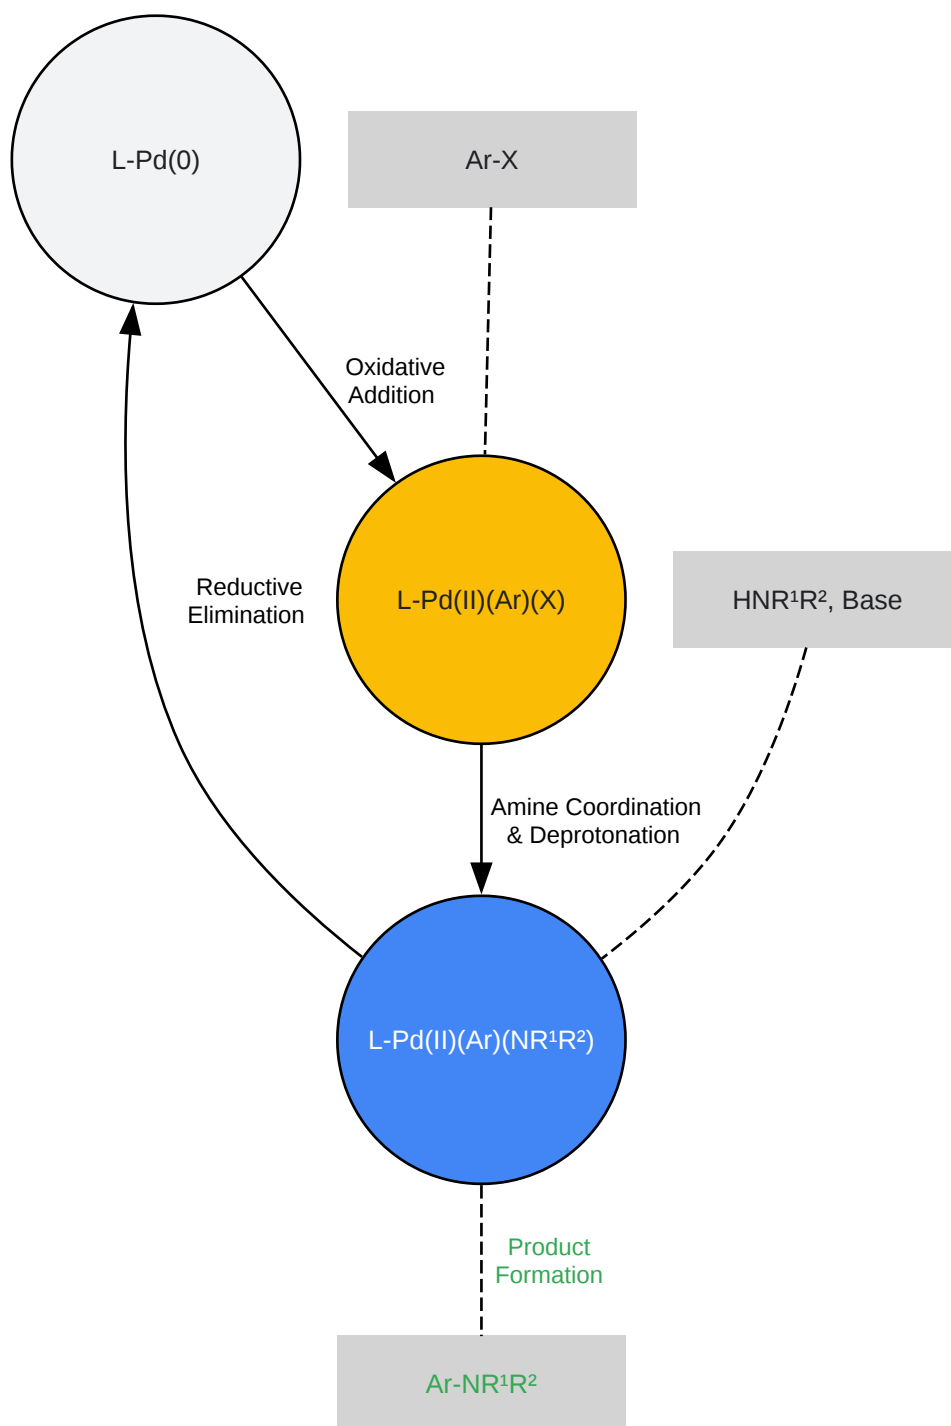 L-Pd(0)
Ar-X
Oxidative
Addition
Reductive
Elimination
L-Pd(II)(Ar)(X)
HNR¹R², Base
Amine Coordination
& Deprotonation
L-Pd(II)(Ar)(NR¹R²)
Product
Formation
Ar-NR¹R²